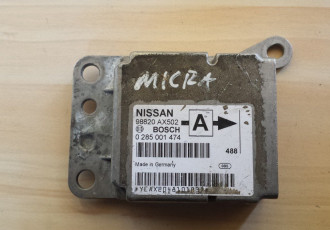 MICRA
NISSAN
98820 AX502
BOSCH
A
0 285 001 474
488
Made in Germany